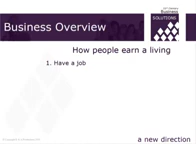 Business
SOLUTIONS
Business Overview
How people earn a living
1. Have a job
a new direction